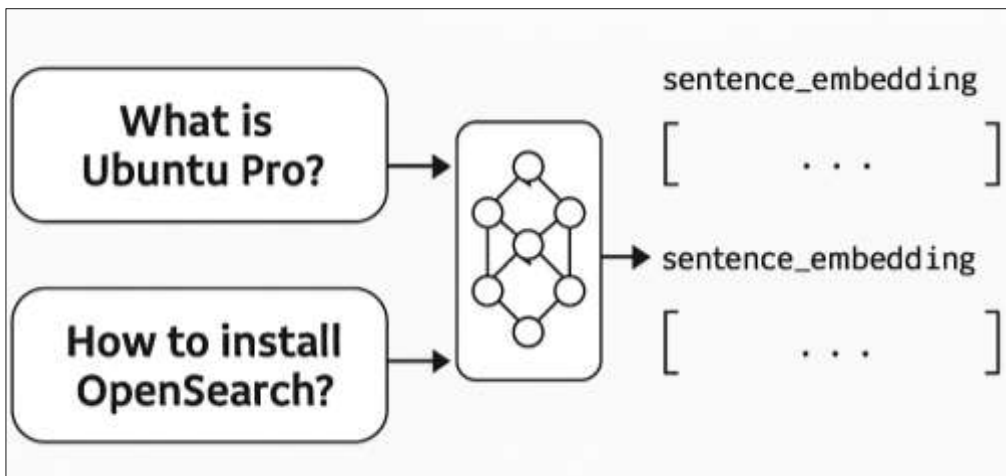 What is
Ubuntu Pro?
How to install
OpenSearch?
sentence_embedding
[ ... ]
sentence_embedding
[ ... ]